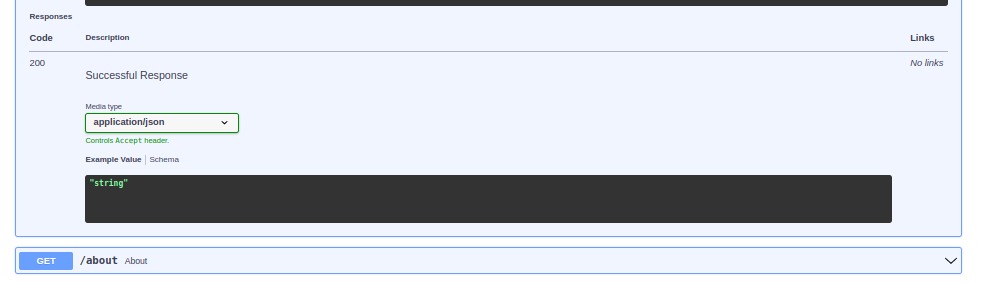 Responses
Code Description Links
200 No links
Successful Response
Media type
application/json
Controls Accept header.
Example Value Schema
"string"
GET /about About